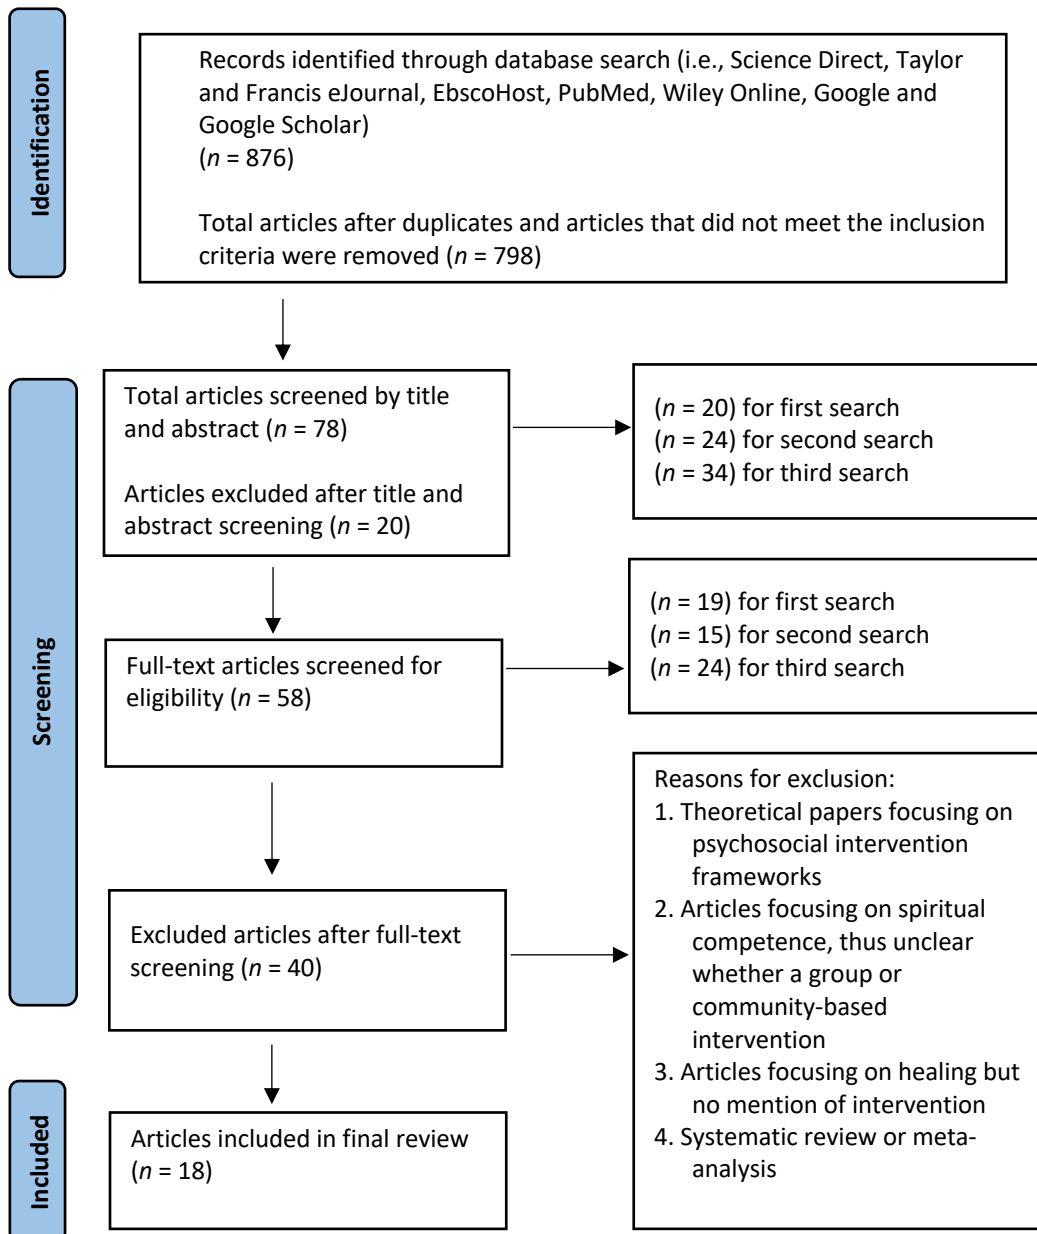 Identification
Records identified through database search (i.e., Science Direct, Taylor
and Francis eJournal, EbscoHost, PubMed, Wiley Online, Google and
Google Scholar)
(n = 876)
Total articles after duplicates and articles that did not meet the inclusion
criteria were removed (n = 798)
Screening
Total articles screened by title
and abstract (n = 78)
Articles excluded after title and
abstract screening (n = 20)
(n = 20) for first search
(n = 24) for second search
(n = 34) for third search
Full-text articles screened for
eligibility (n = 58)
(n = 19) for first search
(n = 15) for second search
(n = 24) for third search
Excluded articles after full-text
screening (n = 40)
Reasons for exclusion:
1. Theoretical papers focusing on
psychosocial intervention
frameworks
2. Articles focusing on spiritual
competence, thus unclear
whether a group or
community-based
intervention
3. Articles focusing on healing but
no mention of intervention
4. Systematic review or meta-
analysis
Included
Articles included in final review
(n = 18)